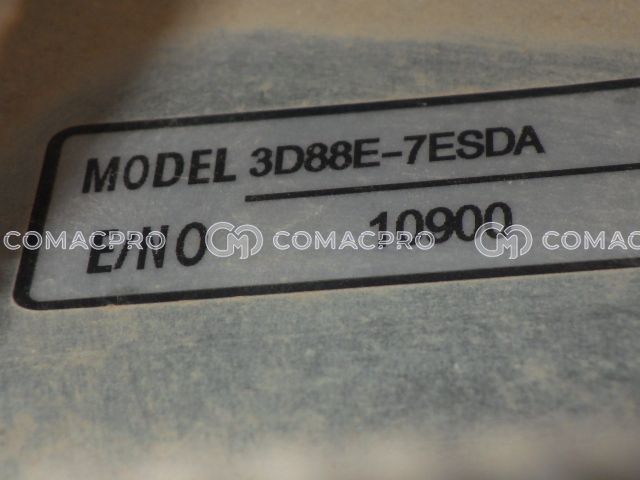 MODEL 3D88E-7ESDA
E/NO 10900
COMACPRO COMACPRO COMACPRO